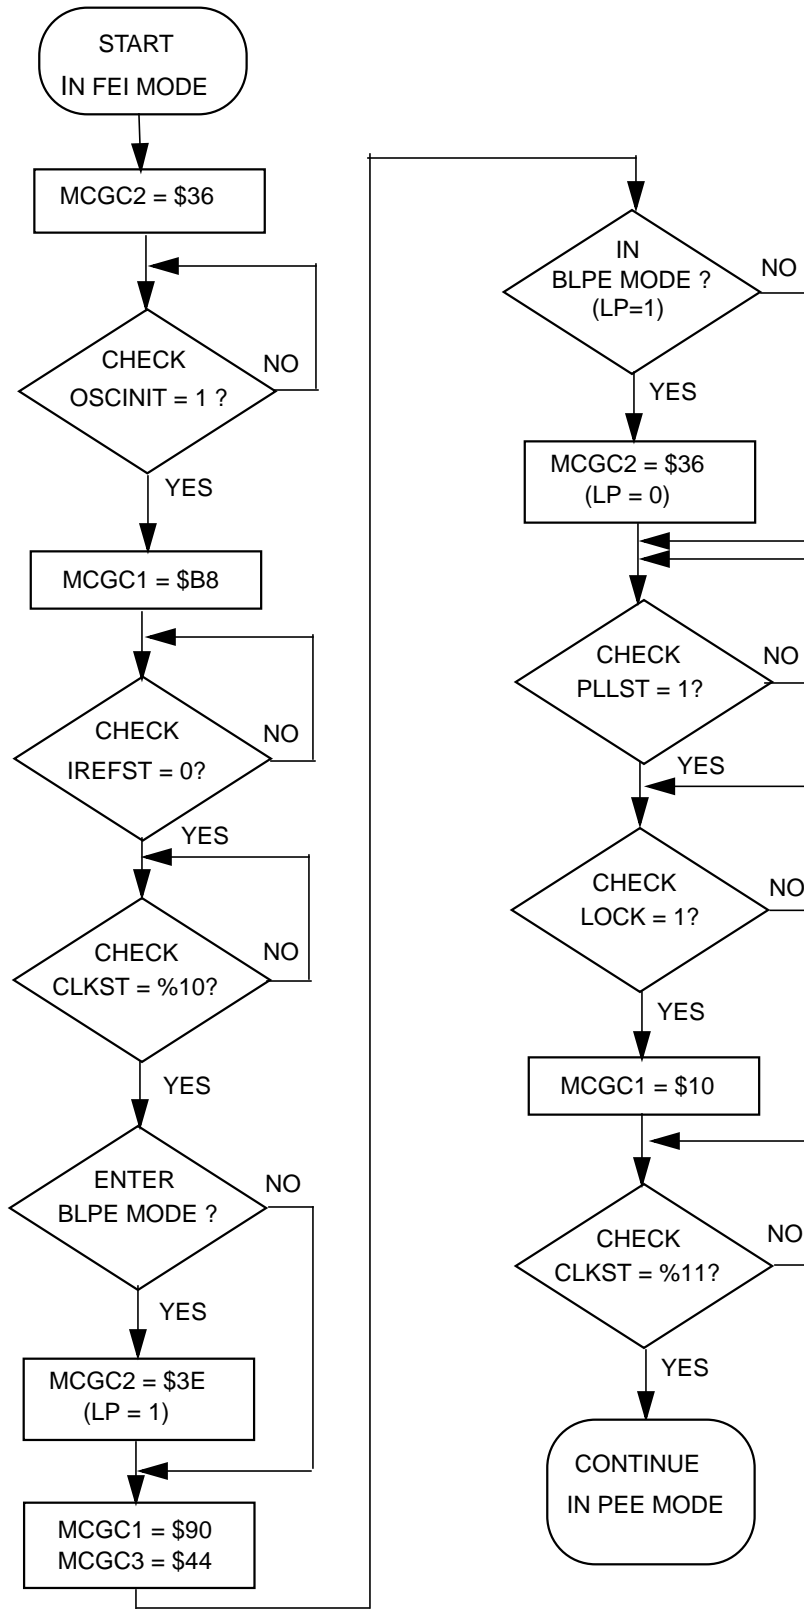 START
IN FEI MODE
MCGC2 = $36
CHECK
OSCINIT = 1 ?
NO
YES
MCGC1 = $B8
CHECK
IREFST = 0?
NO
YES
CHECK
CLKST = %10?
NO
YES
ENTER
BLPE MODE ?
NO
YES
MCGC2 = $3E
(LP = 1)
MCGC1 = $90
MCGC3 = $44
IN
BLPE MODE ?
(LP=1)
NO
YES
MCGC2 = $36
(LP = 0)
CHECK
PLLST = 1?
NO
YES
CHECK
LOCK = 1?
NO
YES
MCGC1 = $10
CHECK
CLKST = %11?
NO
YES
CONTINUE
IN PEE MODE